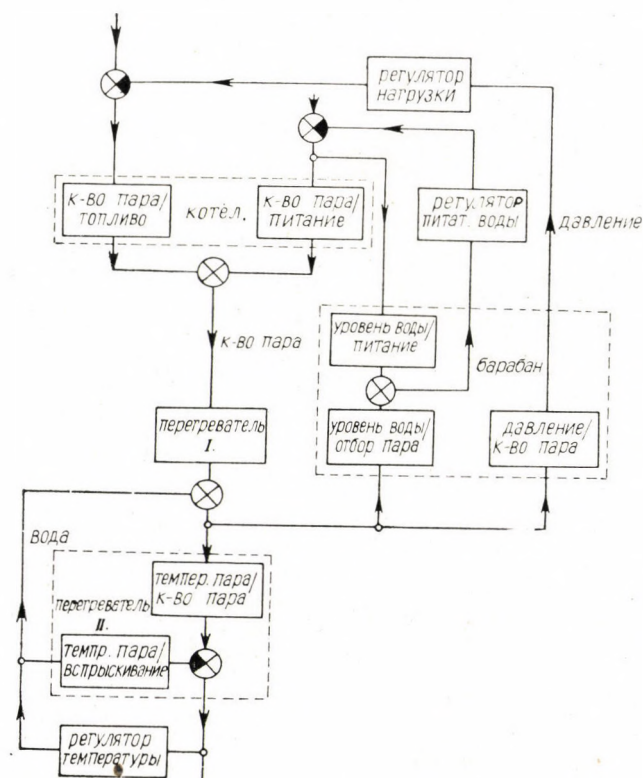 регулятор
нагрузки
к-во пара/
топливо
котёл.
к-во пара/
питание
регулятор
питат. воды
давление
к-во пара
уровень воды/
питание
барабан
перегреватель
I.
уровень воды/
отбор пара
давление/
к-во пара
вода
темпер. пара/
к-во пара
перегреватель
II.
темпр. пара/
вспрыскивание
регулятор
температуры